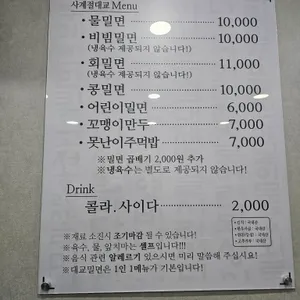 사계절대교 Menu
• 물밀면 ---------- 10,000
• 비빔밀면 ---------- 10,000
(냉육수 제공되지 않습니다!)
• 회밀면 ---------- 11,000
(냉육수 제공되지 않습니다!)
• 콩밀면 ---------- 10,000
• 어린이밀면 ---------- 6,000
• 꼬맹이만두 ---------- 7,000
• 못난이주먹밥 ---------- 7,000
※밀면 곱빼기 2,000원 추가
※냉육수는 별도로 제공되지 않습니다!
Drink
콜라.사이다 ---------- 2,000
※재료 소진시 조기마감 될 수 있습니다!
※육수, 물, 앞치마는 셀프입니다!!!
※음식 관련 알레르기 있으시면 미리 말씀해 주십시요!
※대교밀면은 1인 1메뉴가 기본입니다!